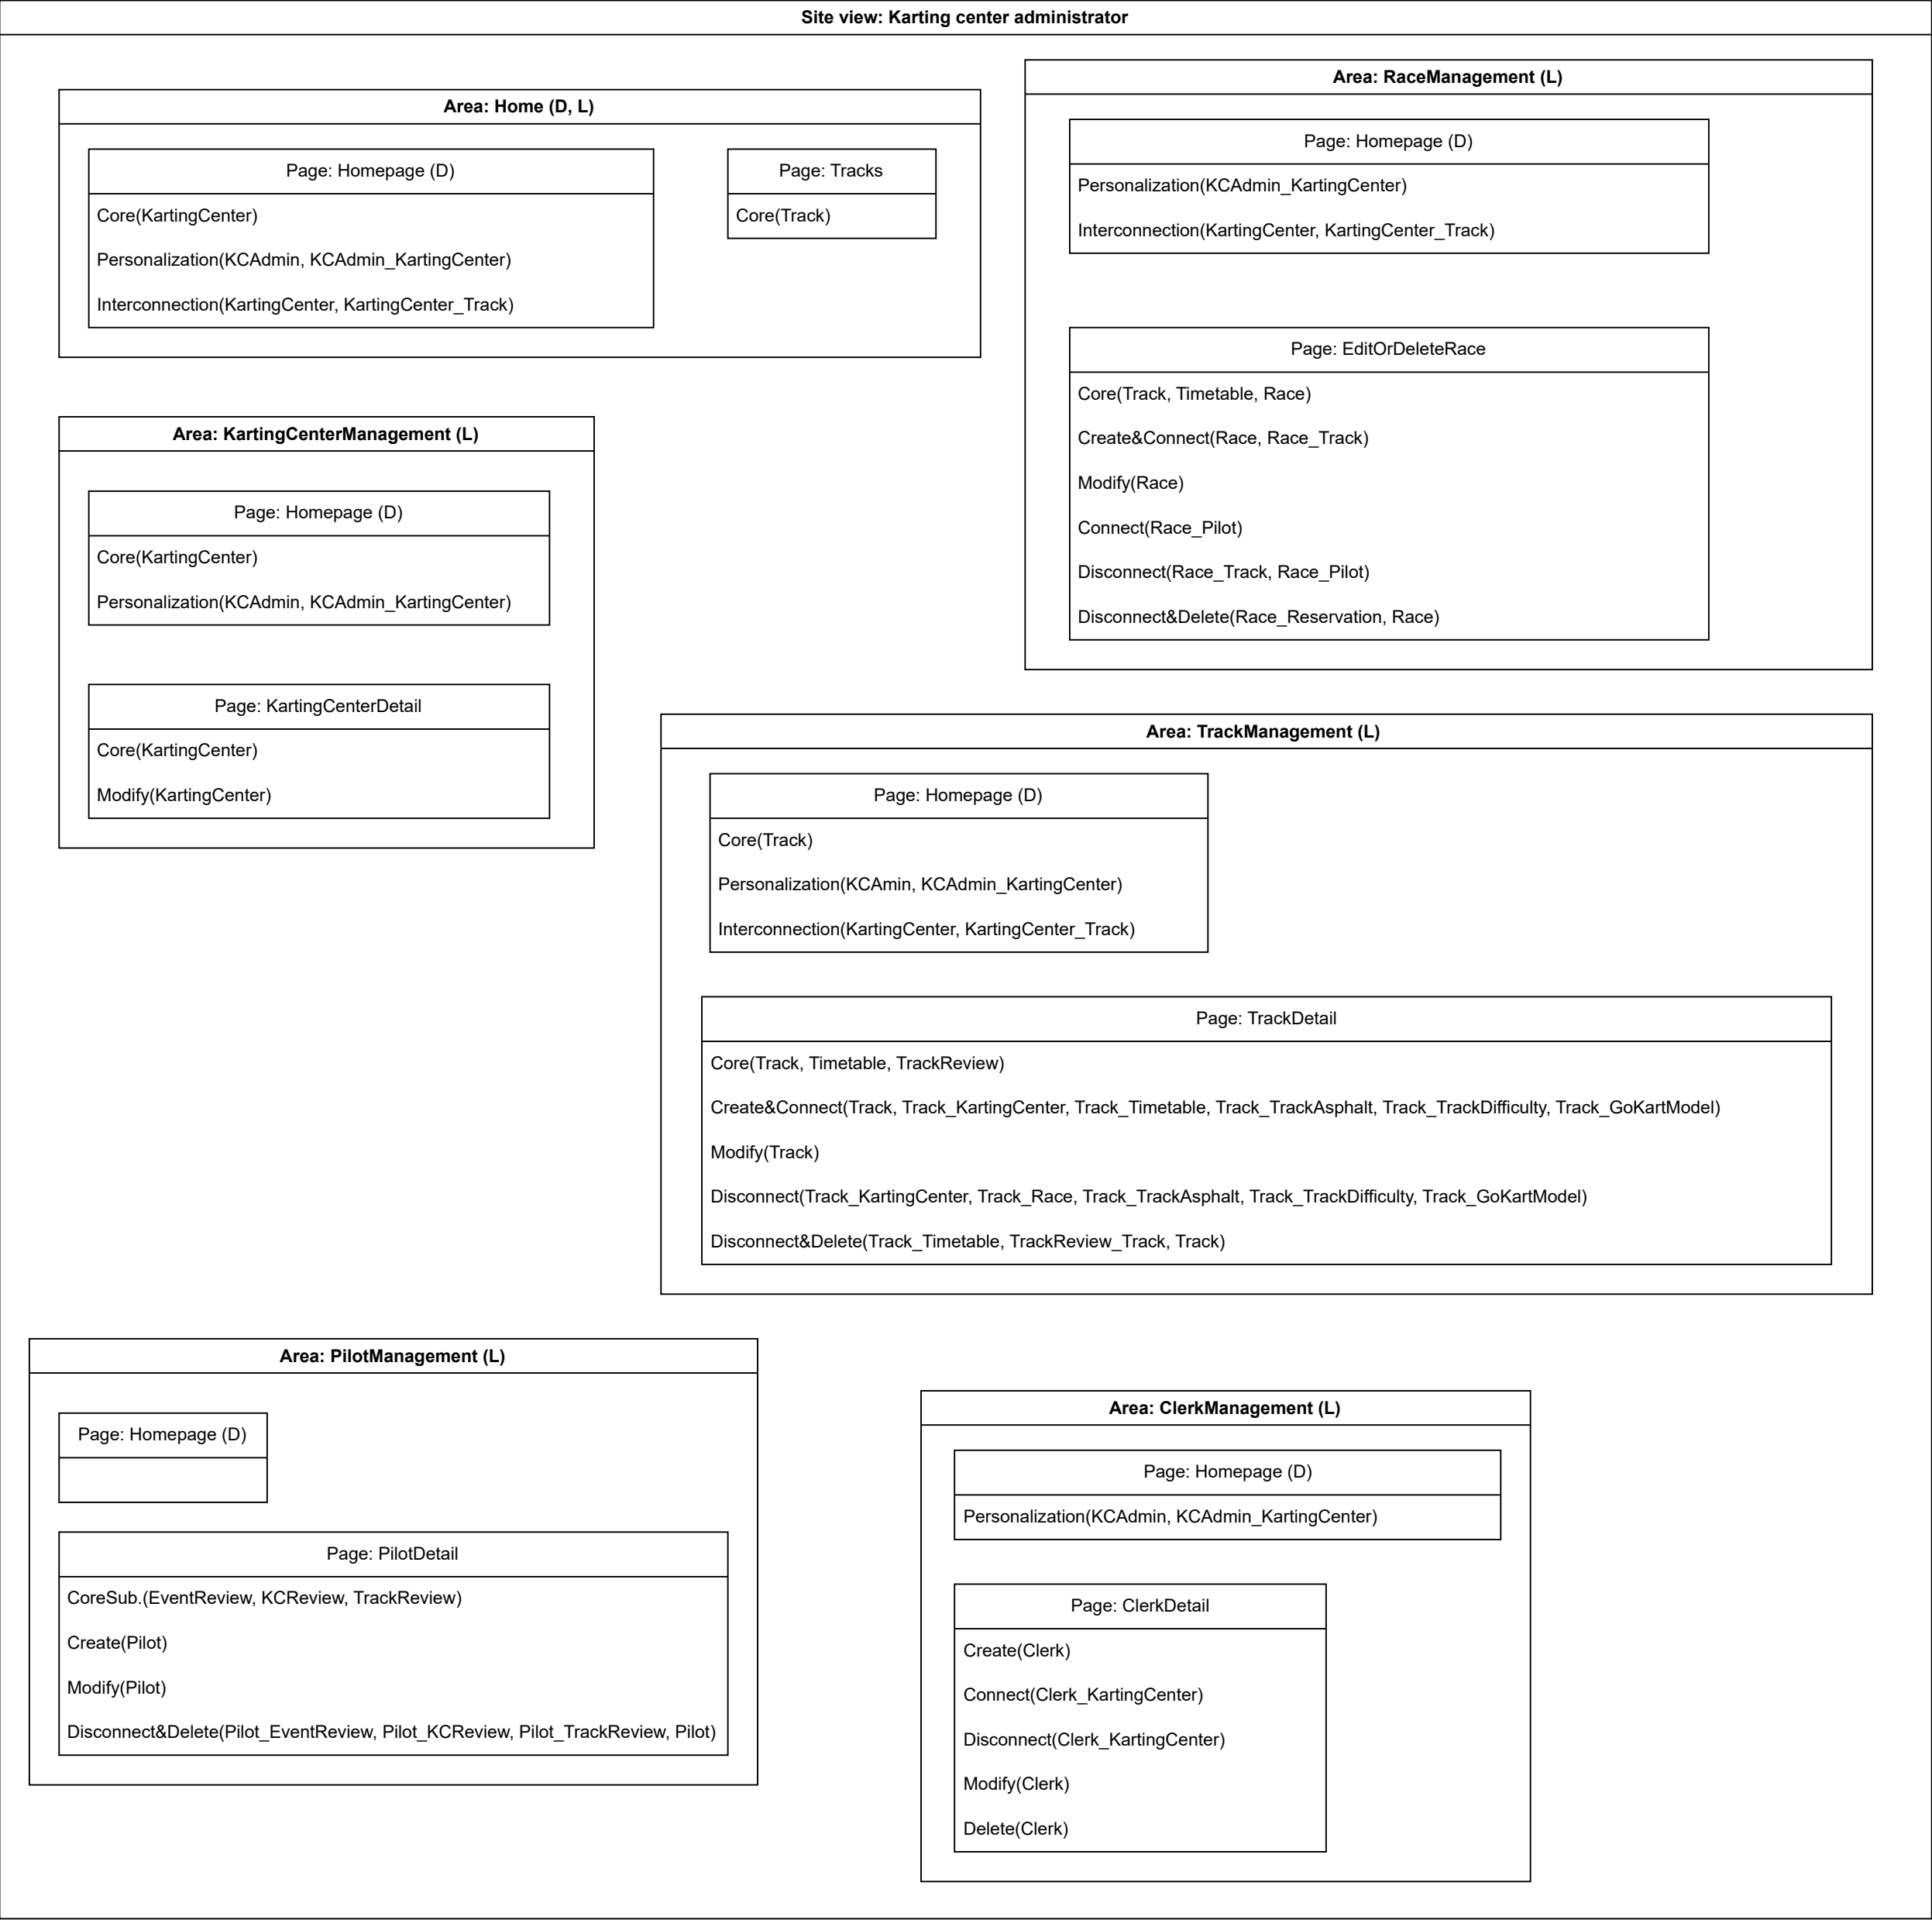 Site view: Karting center administrator
Area: Home (D, L)
Page: Homepage (D)
Core(KartingCenter)
Personalization(KCAdmin, KCAdmin_KartingCenter)
Interconnection(KartingCenter, KartingCenter_Track)
Page: Tracks
Core(Track)
Area: RaceManagement (L)
Page: Homepage (D)
Personalization(KCAdmin_KartingCenter)
Interconnection(KartingCenter, KartingCenter_Track)
Page: EditOrDeleteRace
Core(Track, Timetable, Race)
Create&Connect(Race, Race_Track)
Modify(Race)
Connect(Race_Pilot)
Disconnect(Race_Track, Race_Pilot)
Disconnect&Delete(Race_Reservation, Race)
Area: KartingCenterManagement (L)
Page: Homepage (D)
Core(KartingCenter)
Personalization(KCAdmin, KCAdmin_KartingCenter)
Page: KartingCenterDetail
Core(KartingCenter)
Modify(KartingCenter)
Area: TrackManagement (L)
Page: Homepage (D)
Core(Track)
Personalization(KCAmin, KCAdmin_KartingCenter)
Interconnection(KartingCenter, KartingCenter_Track)
Page: TrackDetail
Core(Track, Timetable, TrackReview)
Create&Connect(Track, Track_KartingCenter, Track_Timetable, Track_TrackAsphalt, Track_TrackDifficulty, Track_GoKartModel)
Modify(Track)
Disconnect(Track_KartingCenter, Track_Race, Track_TrackAsphalt, Track_TrackDifficulty, Track_GoKartModel)
Disconnect&Delete(Track_Timetable, TrackReview_Track, Track)
Area: PilotManagement (L)
Page: Homepage (D)
Page: PilotDetail
CoreSub.(EventReview, KCReview, TrackReview)
Create(Pilot)
Modify(Pilot)
Disconnect&Delete(Pilot_EventReview, Pilot_KCReview, Pilot_TrackReview, Pilot)
Area: ClerkManagement (L)
Page: Homepage (D)
Personalization(KCAdmin, KCAdmin_KartingCenter)
Page: ClerkDetail
Create(Clerk)
Connect(Clerk_KartingCenter)
Disconnect(Clerk_KartingCenter)
Modify(Clerk)
Delete(Clerk)